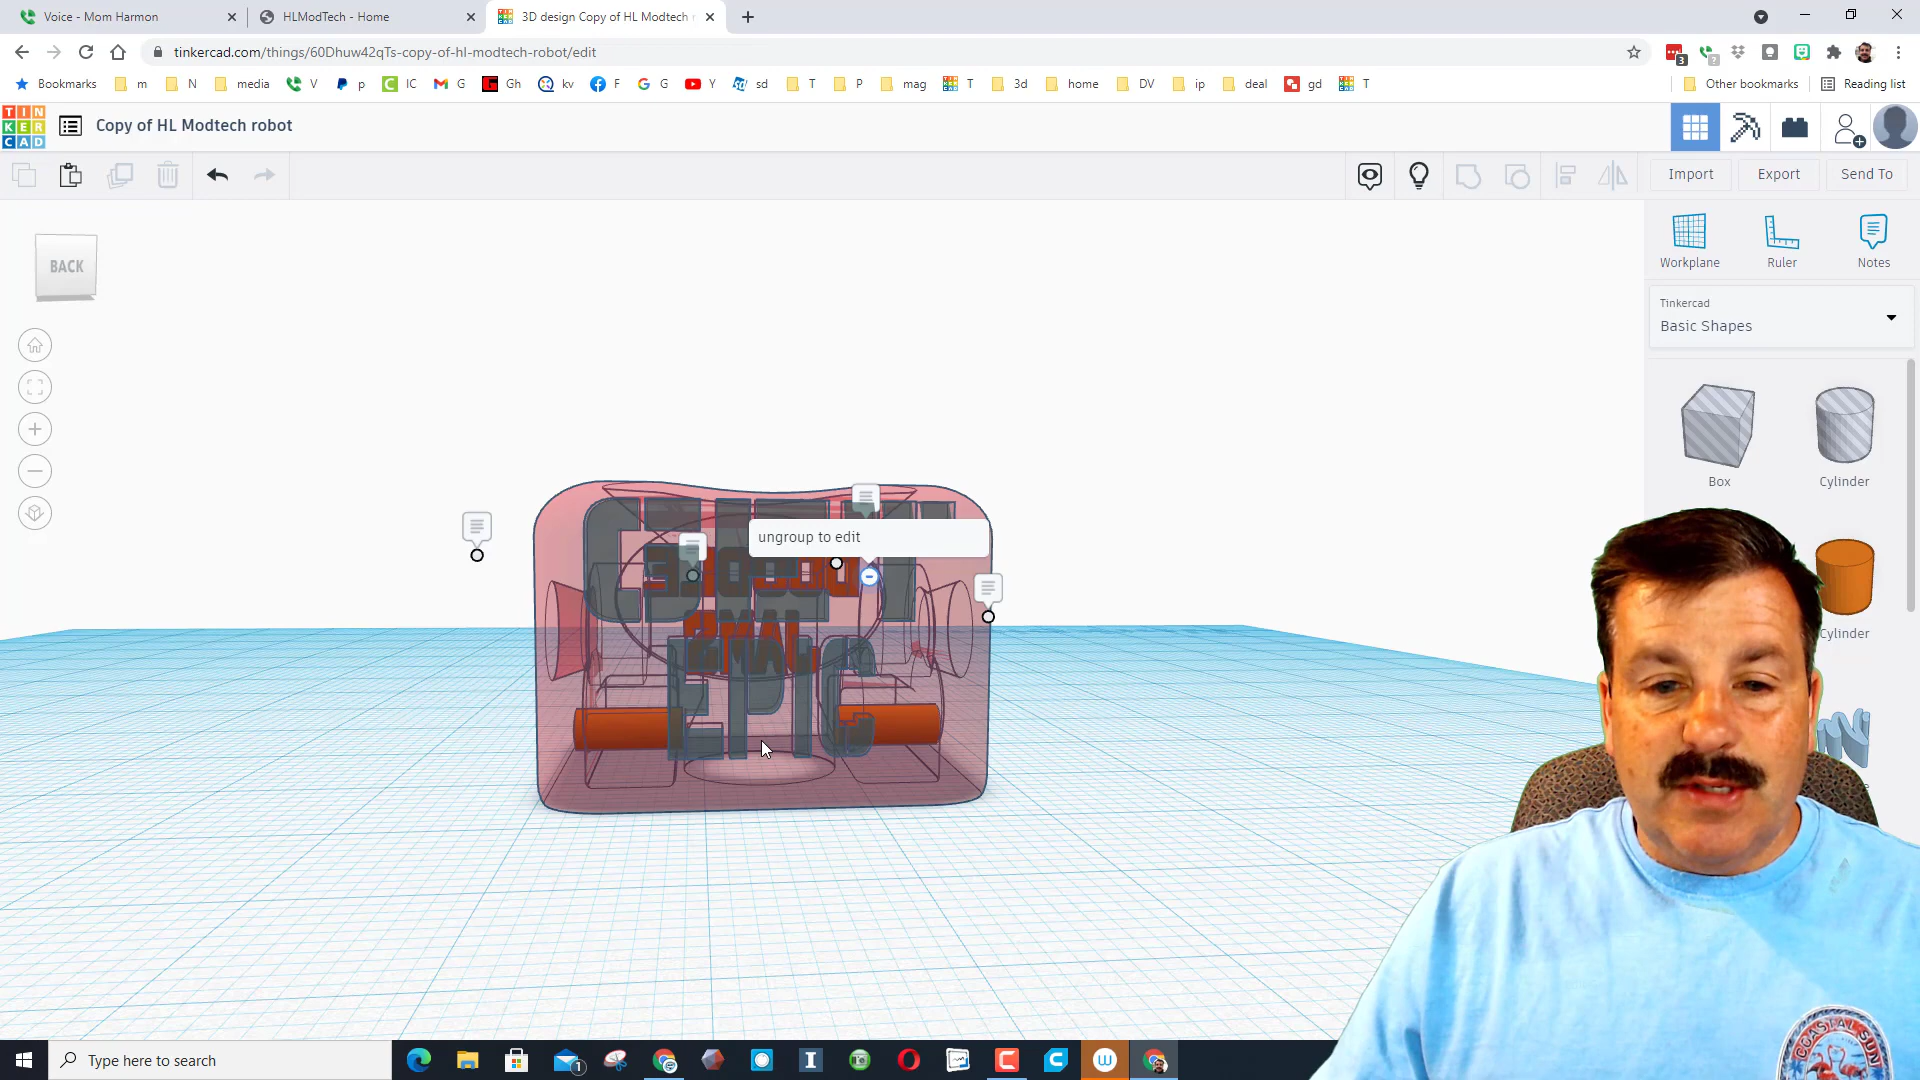 Voice - Mom Harmon
HLModTech - Home
3D design Copy of HL Modtech r
tinkercad.com/things/60Dhuw42qTs-copy-of-hl-modtech-robot/edit
Bookmarks m N media V p IC G Gh kv F G Y sd T P mag T 3d home DV ip deal gd T Other bookmarks Reading list
TIN
KER
CAD
Copy of HL Modtech robot
Import Export Send To
BACK
Workplane Ruler Notes
Tinkercad
Basic Shapes
Box Cylinder
Cylinder
ungroup to edit
EPIC
COASTAL SUN
Type here to search